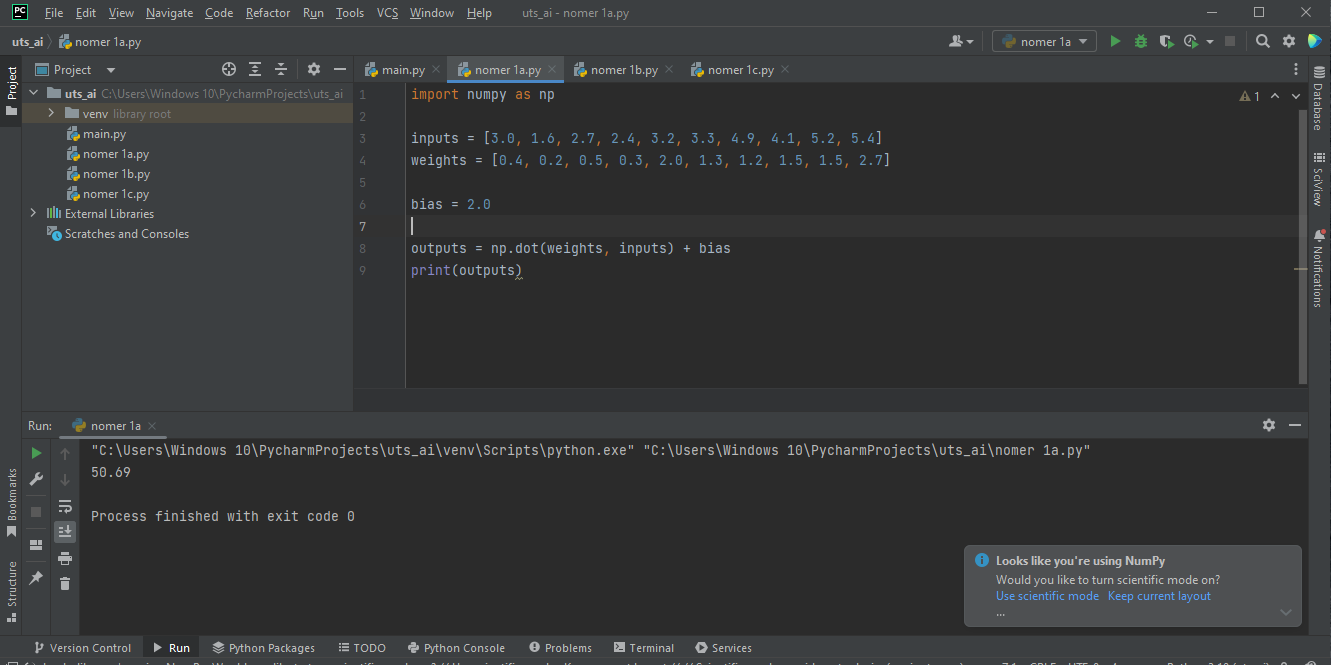 File Edit View Navigate Code Refactor Run Tools VCS Window Help uts_ai - nomer 1a.py
uts_ai nomer 1a.py nomer 1a
Project
Project
main.py nomer 1a.py nomer 1b.py nomer 1c.py
uts_ai C:\Users\Windows 10\PycharmProjects\uts_ai
venv library root
main.py
nomer 1a.py
nomer 1b.py
nomer 1c.py
External Libraries
Scratches and Consoles
1 import numpy as np
2
3 inputs = [3.0, 1.6, 2.7, 2.4, 3.2, 3.3, 4.9, 4.1, 5.2, 5.4]
4 weights = [0.4, 0.2, 0.5, 0.3, 2.0, 1.3, 1.2, 1.5, 1.5, 2.7]
5
6 bias = 2.0
7
8 outputs = np.dot(weights, inputs) + bias
9 print(outputs)
1
Database
SciView
Notifications
Run: nomer 1a
"C:\Users\Windows 10\PycharmProjects\uts_ai\venv\Scripts\python.exe" "C:\Users\Windows 10\PycharmProjects\uts_ai\nomer 1a.py"
50.69
Process finished with exit code 0
Bookmarks
Structure
Looks like you're using NumPy
Would you like to turn scientific mode on?
Use scientific mode Keep current layout
...
Version Control Run Python Packages TODO Python Console Problems Terminal Services